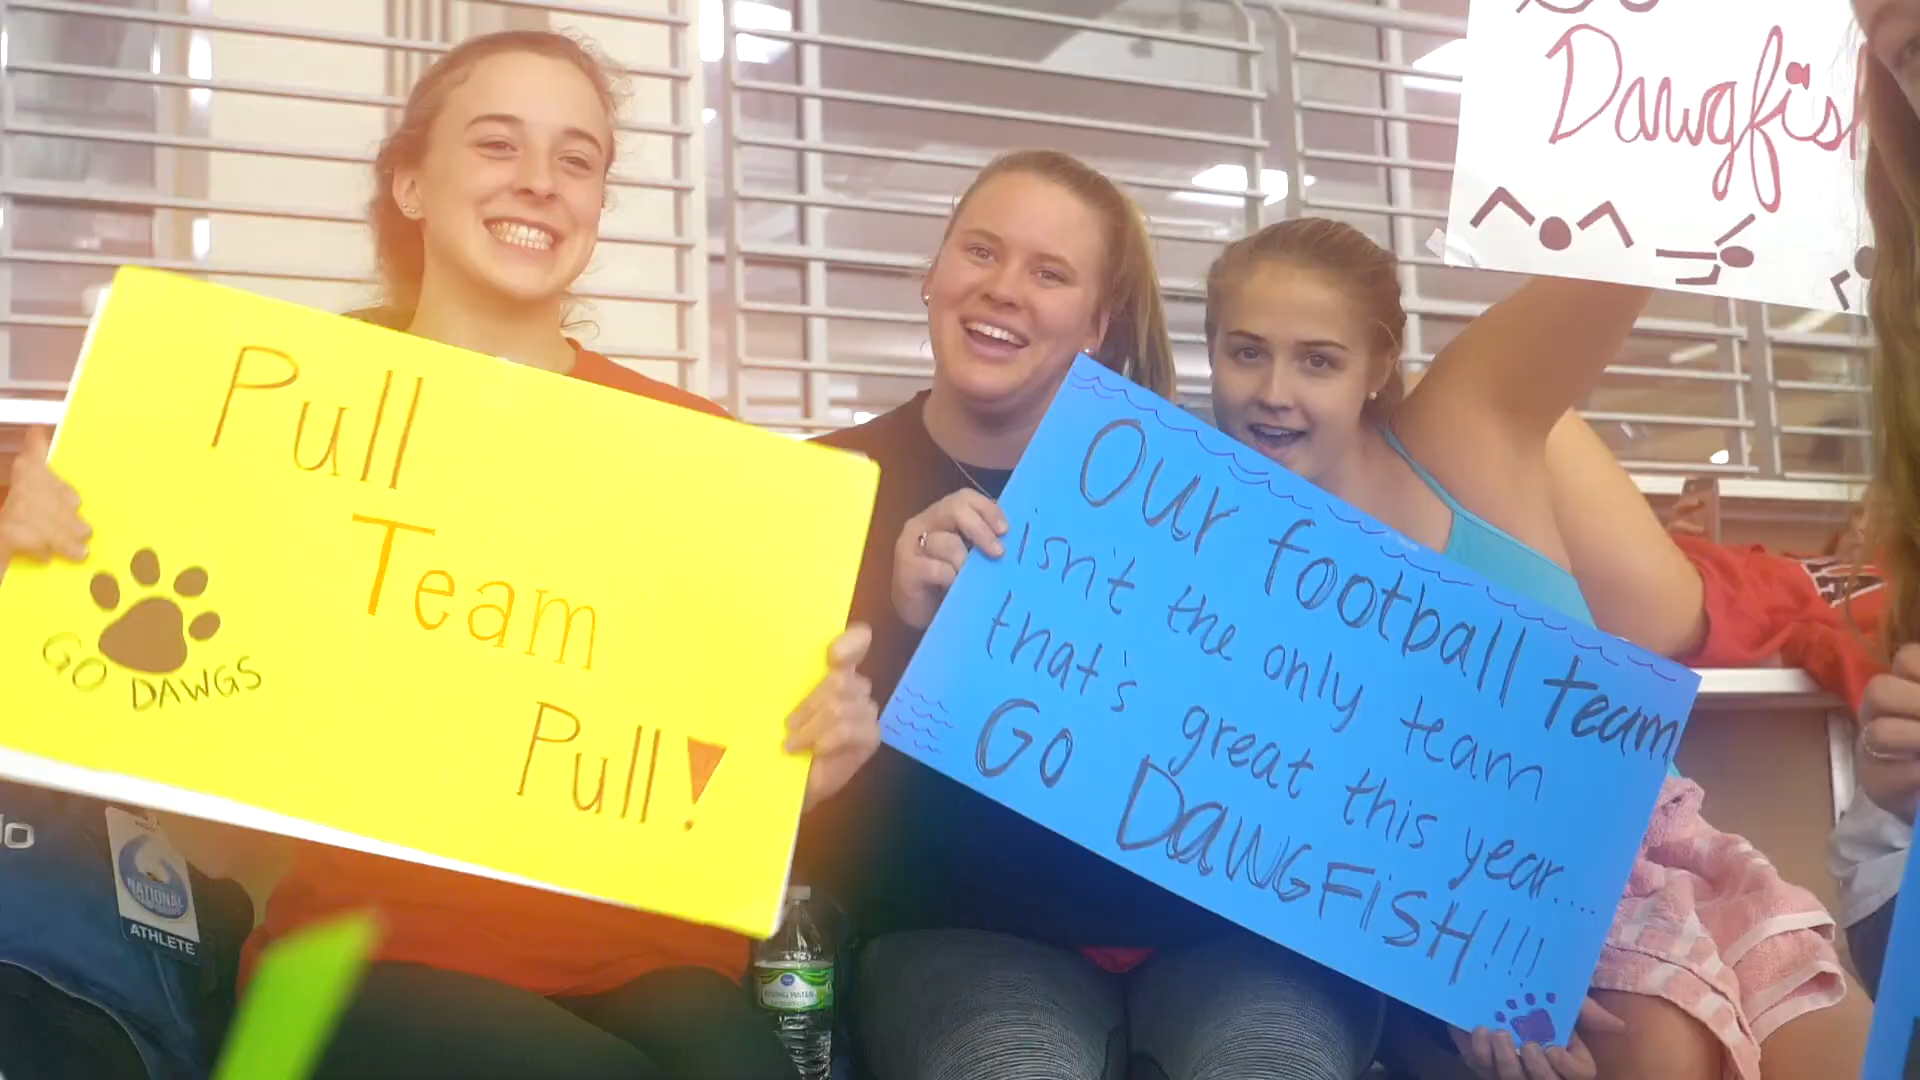 Pull
Team
Pull!
GO DAWGS
Our football team
isn't the only team
that's great this year.....
Go DAWGFiSH!!!
Dawgfish
NATIONAL
ATHLETE